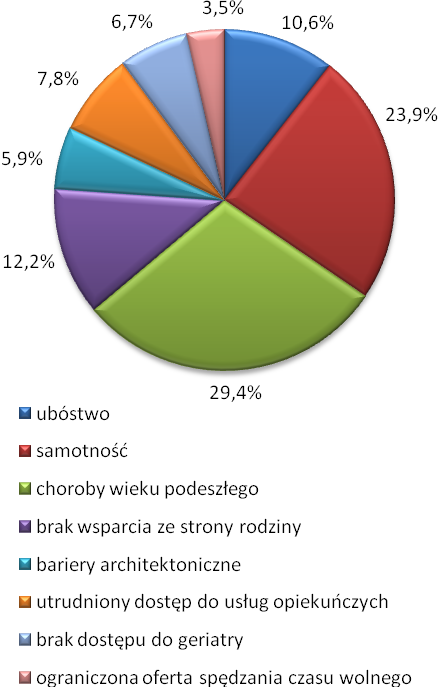 3,5%
6,7%
10,6%
7,8%
23,9%
5,9%
12,2%
29,4%
ubóstwo
samotność
choroby wieku podeszłego
brak wsparcia ze strony rodziny
bariery architektoniczne
utrudniony dostęp do usług opiekuńczych
brak dostępu do geriatry
ograniczona oferta spędzania czasu wolnego